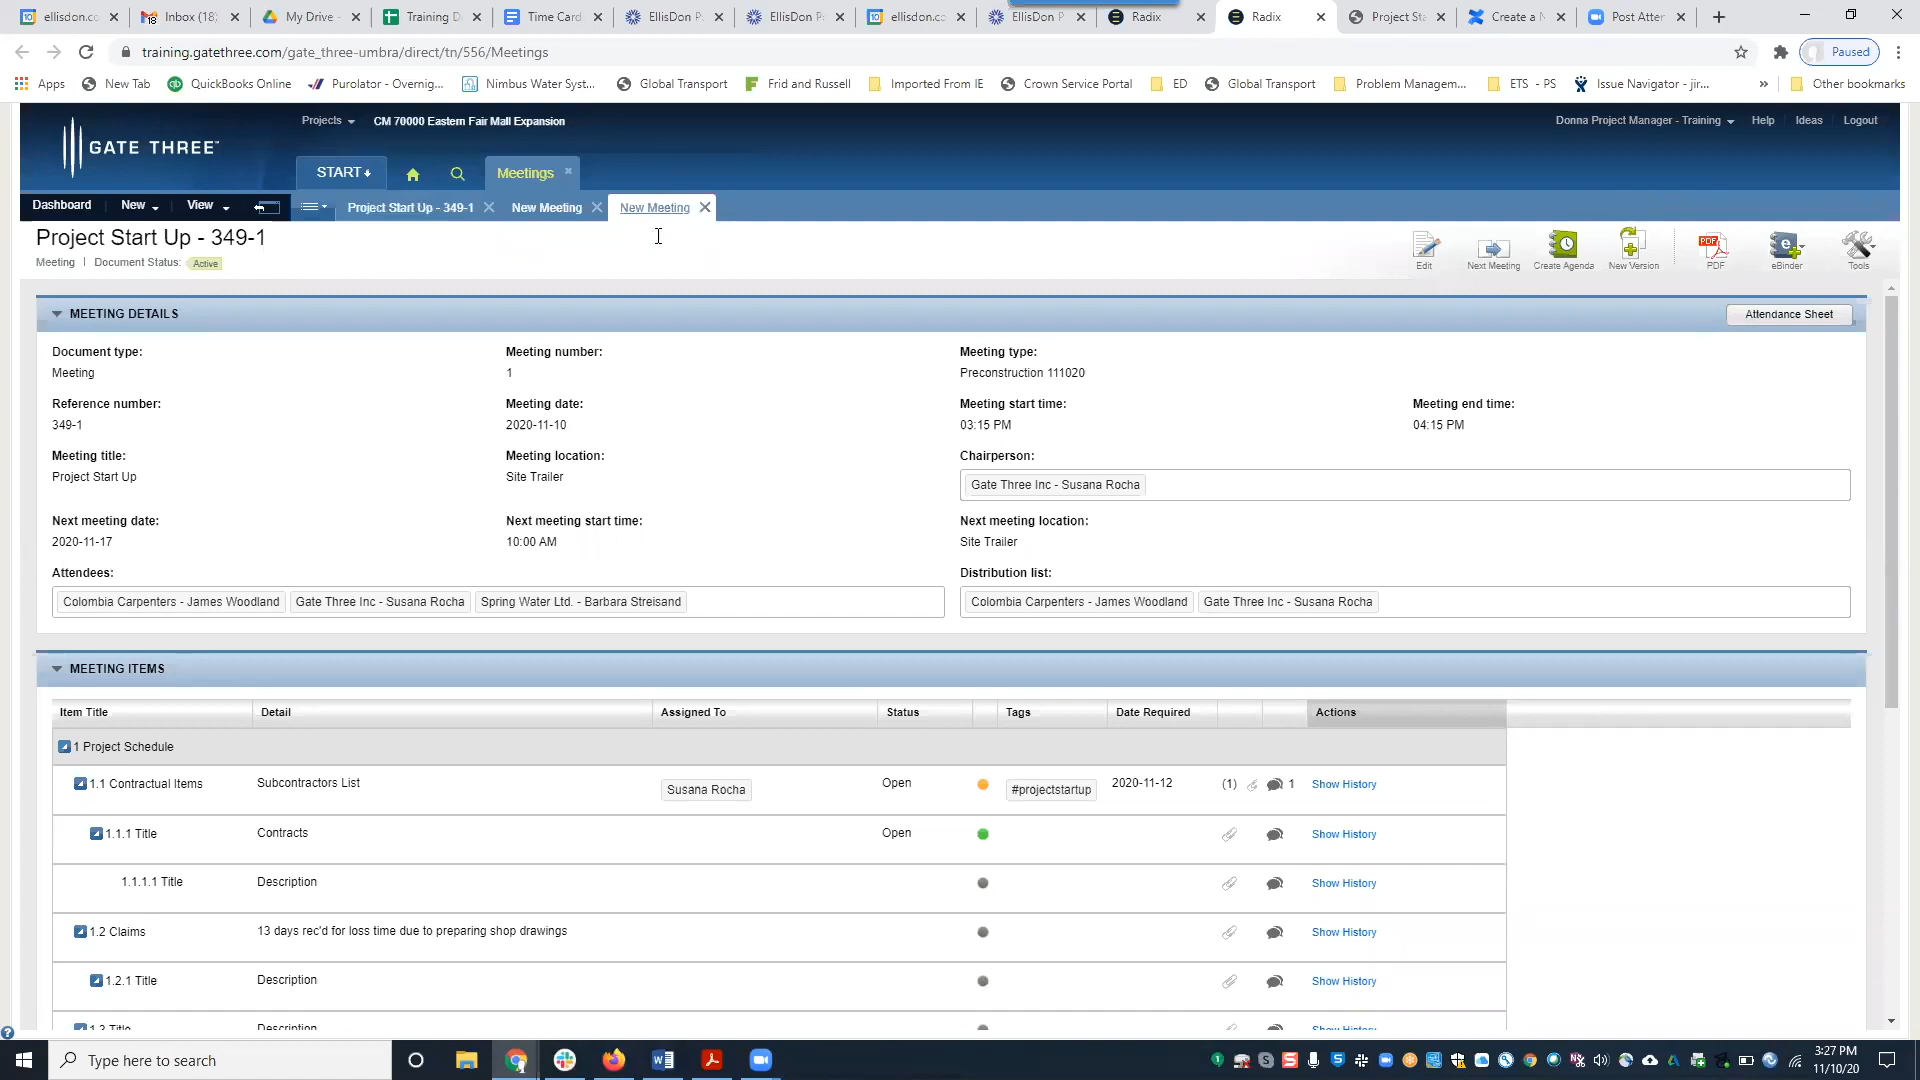 ellisdon.co
Inbox (18
My Drive -
Training D
Time Card
EllisDon P
EllisDon P
ellisdon.co
EllisDon P
Radix
Radix
Project Sta
Create a N
Post Atter
training.gatethree.com/gate_three-umbra/direct/tn/556/Meetings
Paused
Apps
New Tab
QuickBooks Online
Purolator - Overnig...
Nimbus Water Syst...
Global Transport
Frid and Russell
Imported From IE
Crown Service Portal
ED
Global Transport
Problem Managem...
ETS - PS
Issue Navigator - jir...
»
Other bookmarks
GATE THREE
Projects
CM 70000 Eastern Fair Mall Expansion
Donna Project Manager - Training
Help
Ideas
Logout
START
Meetings
Dashboard
New
View
Project Start Up - 349-1
New Meeting
New Meeting
Project Start Up - 349-1
Meeting | Document Status: Active
Edit
Next Meeting
Create Agenda
New Version
PDF
PDF
eBinder
Tools
MEETING DETAILS
Attendance Sheet
Document type:
Meeting number:
Meeting type:
Meeting
1
Preconstruction 111020
Reference number:
Meeting date:
Meeting start time:
Meeting end time:
349-1
2020-11-10
03:15 PM
04:15 PM
Meeting title:
Meeting location:
Chairperson:
Project Start Up
Site Trailer
Gate Three Inc - Susana Rocha
Next meeting date:
Next meeting start time:
Next meeting location:
2020-11-17
10:00 AM
Site Trailer
Attendees:
Distribution list:
Colombia Carpenters - James Woodland
Gate Three Inc - Susana Rocha
Spring Water Ltd. - Barbara Streisand
Colombia Carpenters - James Woodland
Gate Three Inc - Susana Rocha
MEETING ITEMS
Item Title
Detail
Assigned To
Status
Tags
Date Required
Actions
1 Project Schedule
1.1 Contractual Items
Subcontractors List
Susana Rocha
Open
#projectstartup
2020-11-12
(1)
1
Show History
1.1.1 Title
Contracts
Open
Show History
1.1.1.1 Title
Description
Show History
1.2 Claims
13 days rec'd for loss time due to preparing shop drawings
Show History
1.2.1 Title
Description
Show History
1.3 Title
Description
Show History
Type here to search
3:27 PM
11/10/20